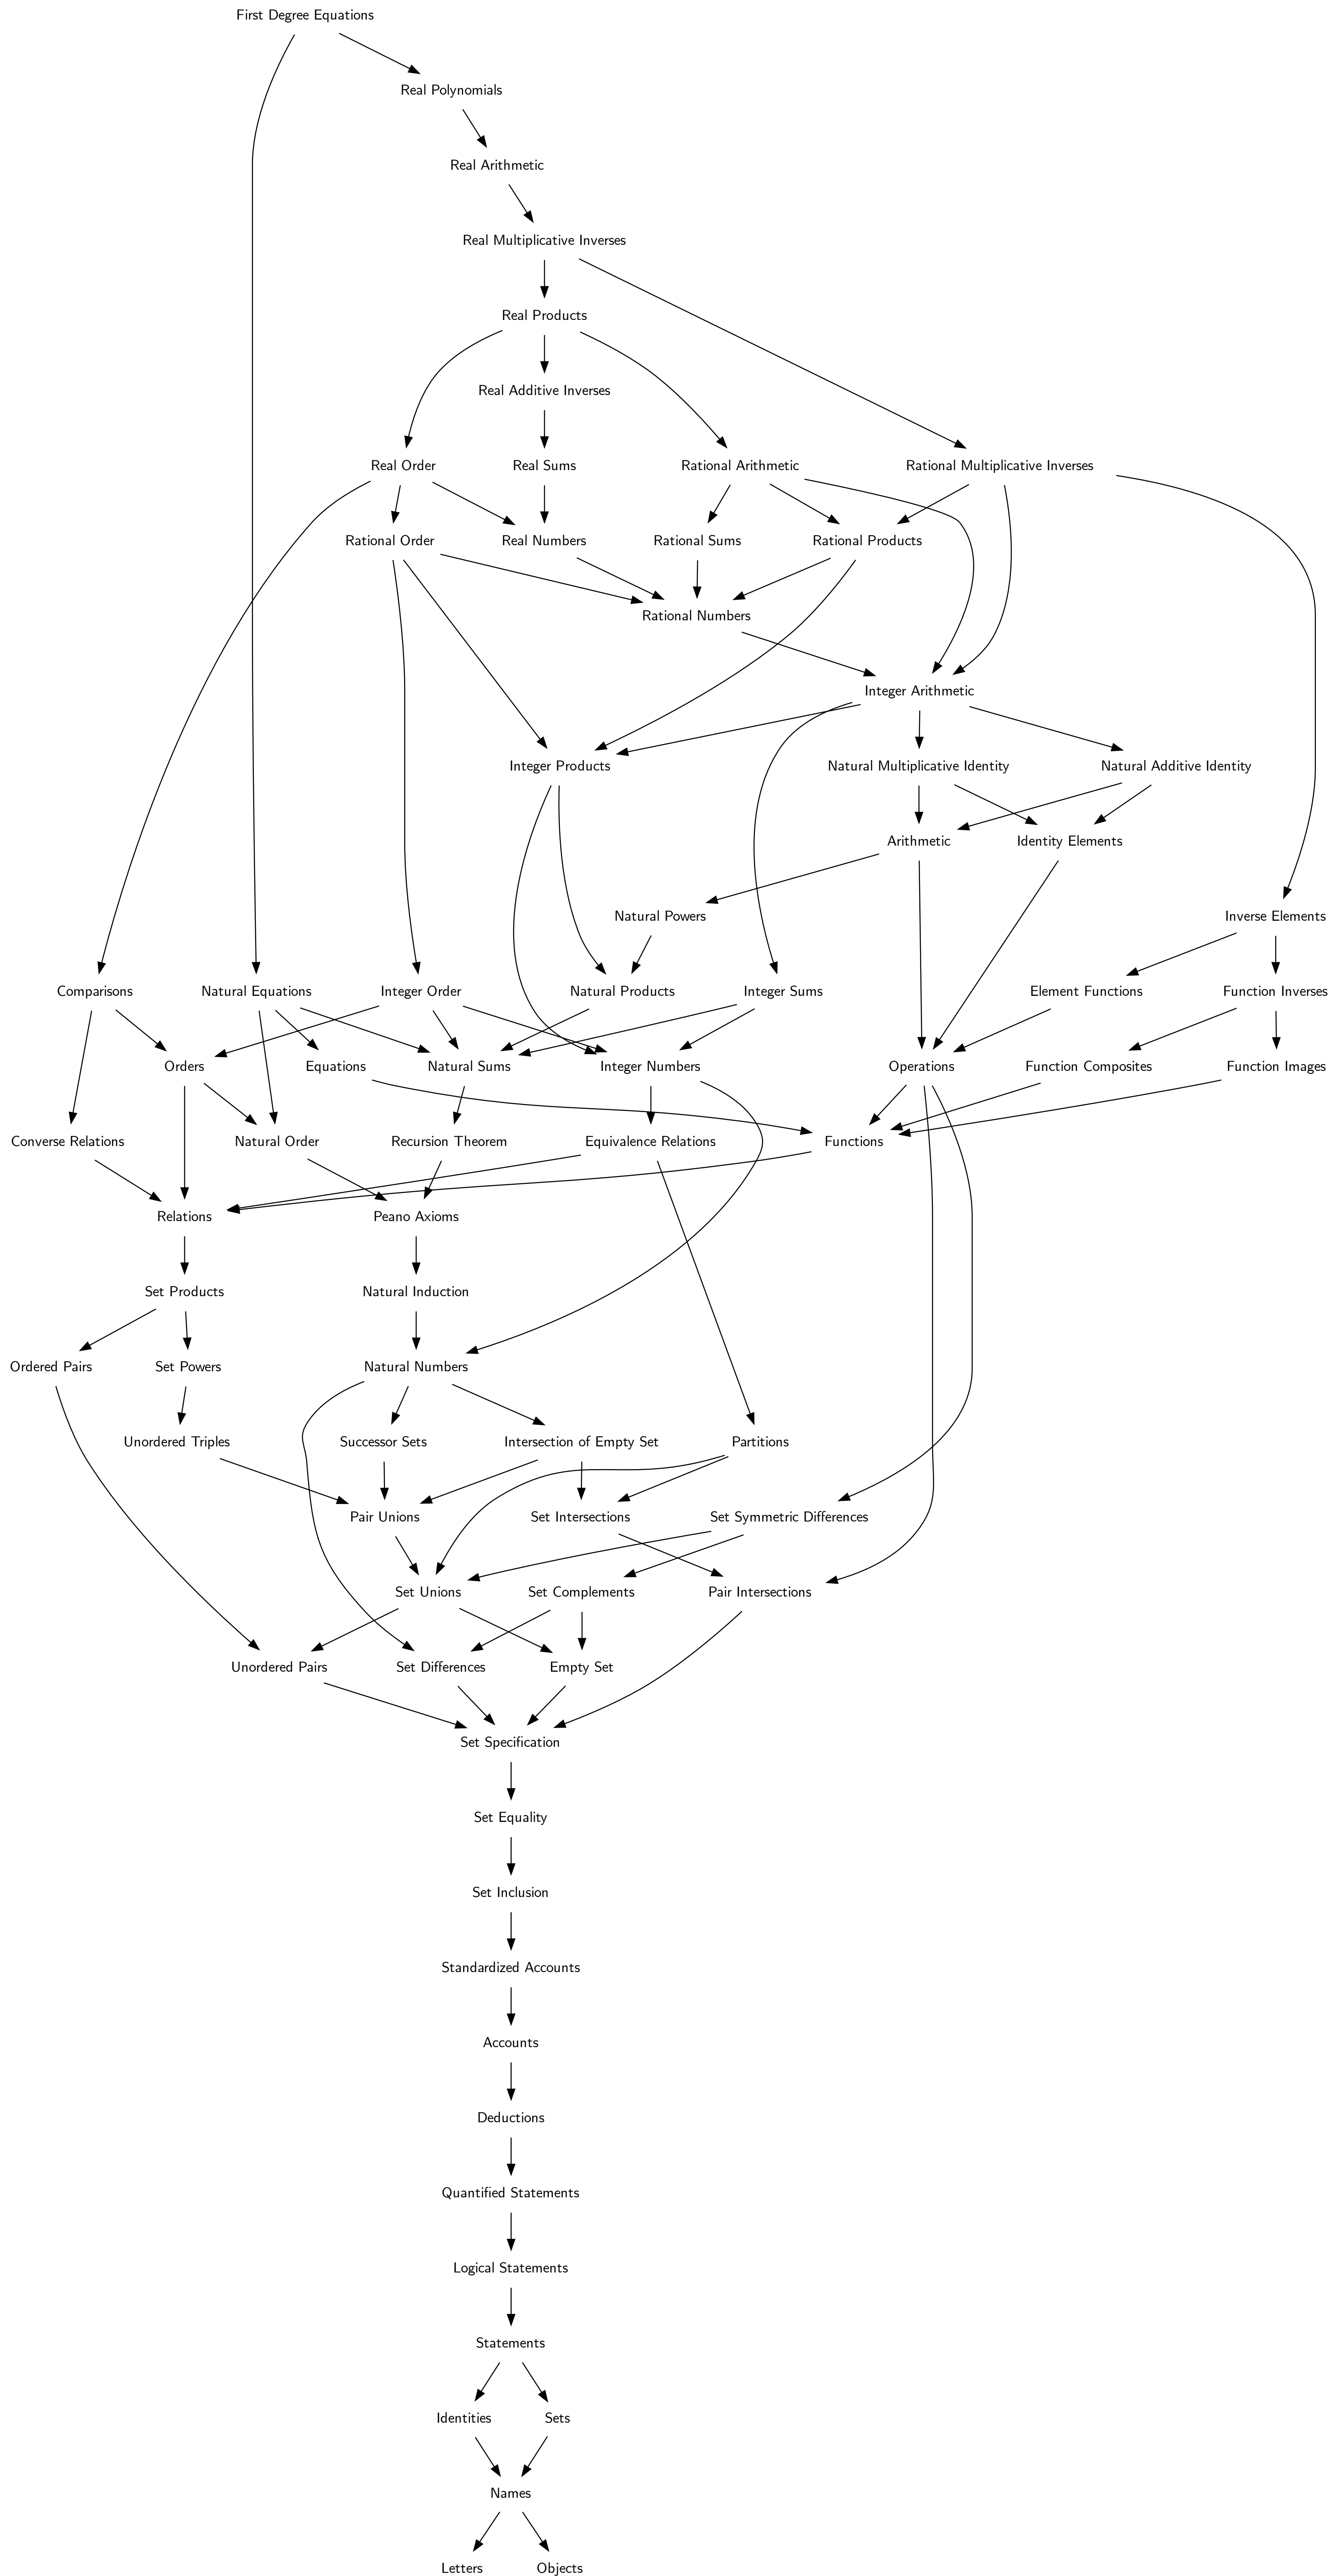 First Degree Equations
Real Polynomials
Real Arithmetic
Real Multiplicative Inverses
Real Products
Real Additive Inverses
Real Order
Real Sums
Rational Arithmetic
Rational Multiplicative Inverses
Rational Order
Real Numbers
Rational Sums
Rational Products
Rational Numbers
Integer Arithmetic
Integer Products
Natural Multiplicative Identity
Natural Additive Identity
Arithmetic
Identity Elements
Natural Powers
Inverse Elements
Comparisons
Natural Equations
Integer Order
Natural Products
Integer Sums
Element Functions
Function Inverses
Orders
Equations
Natural Sums
Integer Numbers
Operations
Function Composites
Function Images
Converse Relations
Natural Order
Recursion Theorem
Equivalence Relations
Functions
Relations
Peano Axioms
Set Products
Natural Induction
Ordered Pairs
Set Powers
Natural Numbers
Unordered Triples
Successor Sets
Intersection of Empty Set
Partitions
Pair Unions
Set Intersections
Set Symmetric Differences
Set Unions
Set Complements
Pair Intersections
Unordered Pairs
Set Differences
Empty Set
Set Specification
Set Equality
Set Inclusion
Standardized Accounts
Accounts
Deductions
Quantified Statements
Logical Statements
Statements
Identities
Sets
Names
Letters
Objects